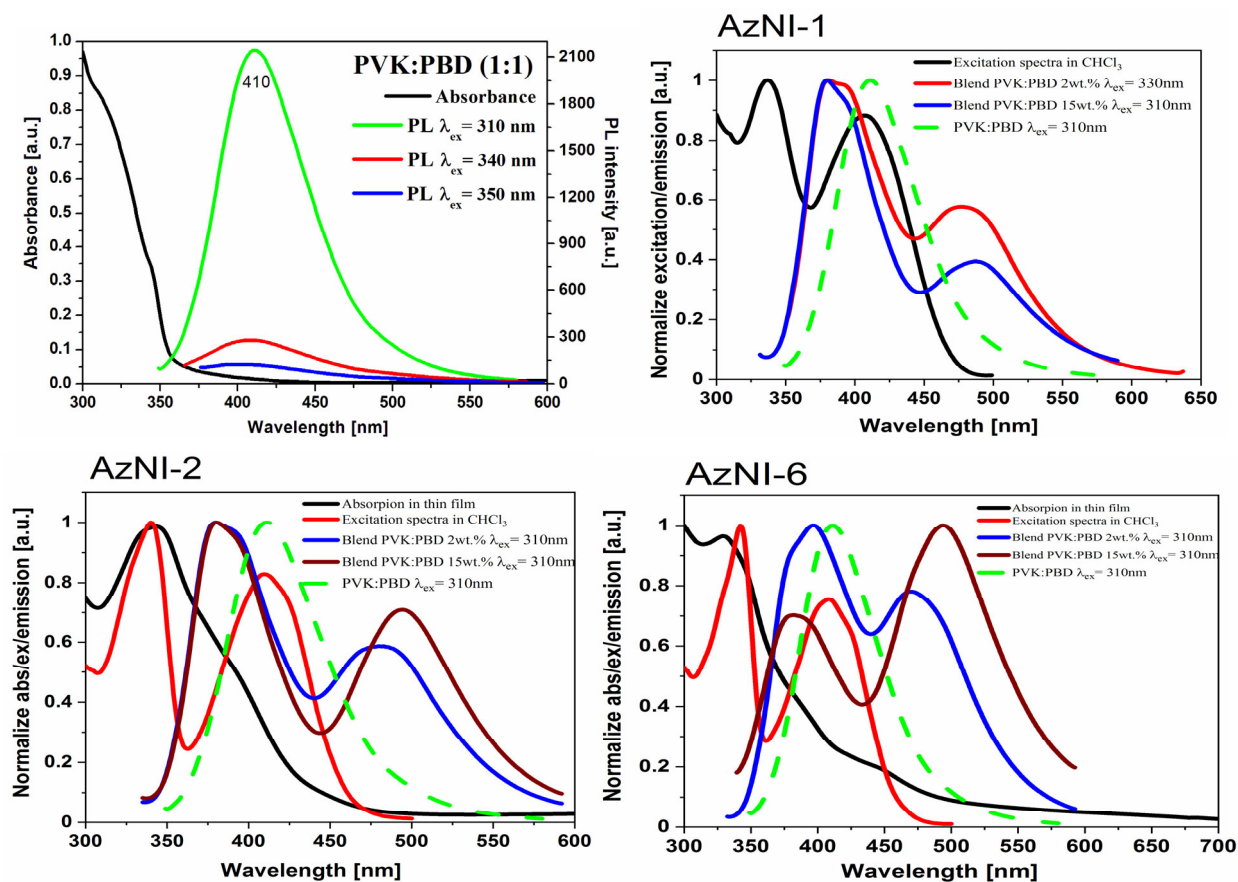 PVK:PBD (1:1)
Absorbance
PL λex= 310 nm
PL λex= 340 nm
PL λex= 350 nm
410
Absorbance [a.u.]
1.0
0.9
0.8
0.7
0.6
0.5
0.4
0.3
0.2
0.1
0.0
PL intensity [a.u.]
2100
1800
1500
1200
900
600
300
0
300 350 400 450 500 550 600
Wavelength [nm]
AzNI-1
Excitation spectra in CHCl3
Blend PVK:PBD 2wt.% λex= 330nm
Blend PVK:PBD 15wt.% λex= 310nm
PVK:PBD λex= 310nm
Normalize excitation/emission [a.u.]
1
0.8
0.6
0.4
0.2
0
300 350 400 450 500 550 600 650
Wavelength [nm]
AzNI-2
Absorpion in thin film
Excitation spectra in CHCl3
Blend PVK:PBD 2wt.% λex= 310nm
Blend PVK:PBD 15wt.% λex= 310nm
PVK:PBD λex= 310nm
Normalize abs/ex/emission [a.u.]
1
0.8
0.6
0.4
0.2
0
300 350 400 450 500 550 600
Wavelength [nm]
AzNI-6
Absorpion in thin film
Excitation spectra in CHCl3
Blend PVK:PBD 2wt.% λex= 310nm
Blend PVK:PBD 15wt.% λex= 310nm
PVK:PBD λex= 310nm
Normalize abs/ex/emission [a.u.]
1
0.8
0.6
0.4
0.2
0
300 350 400 450 500 550 600 650 700
Wavelength [nm]